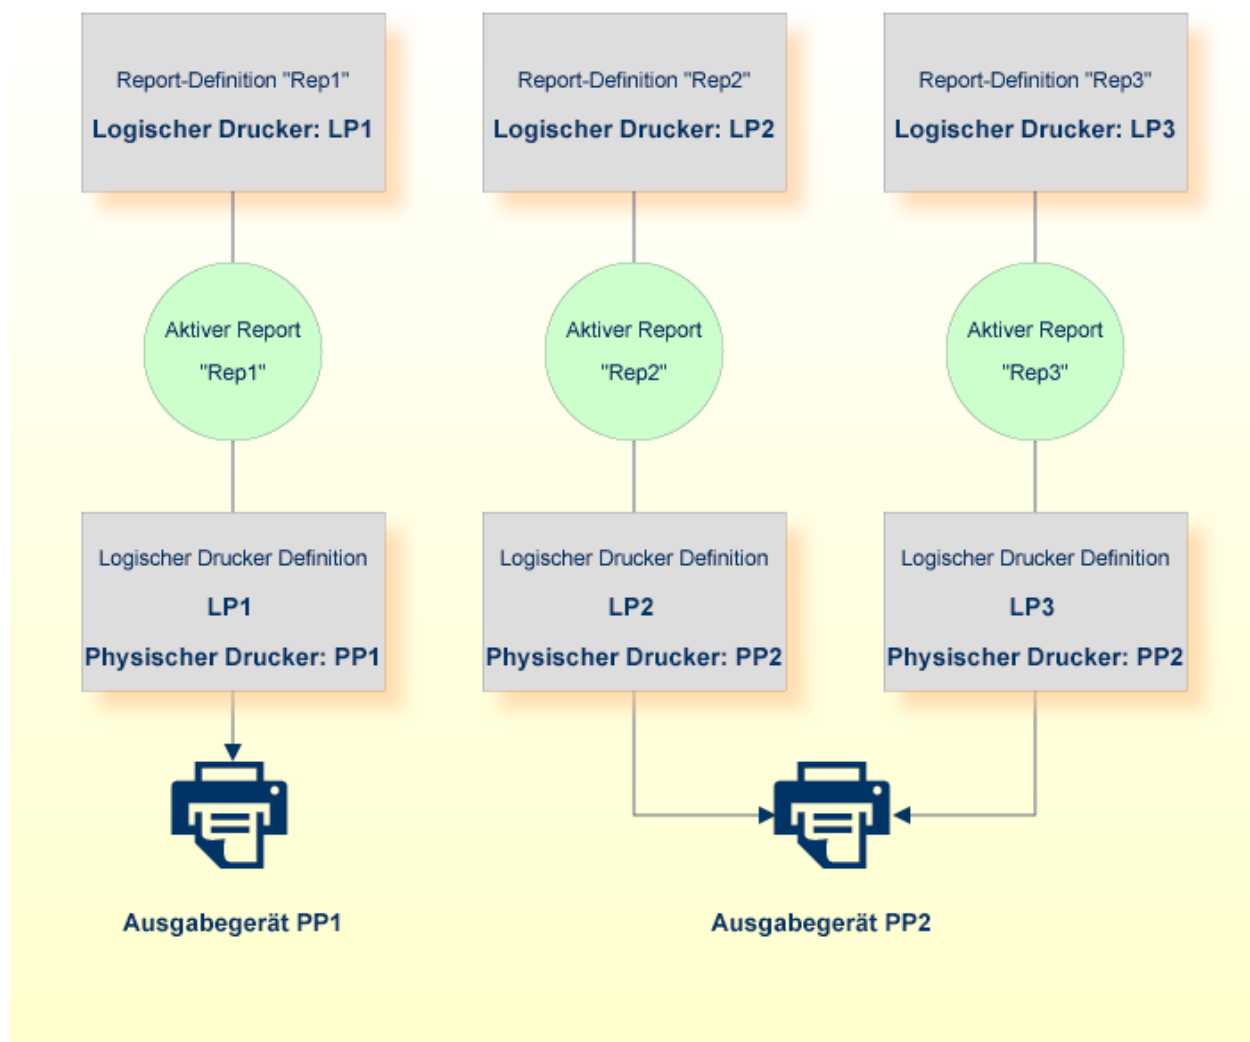 Report-Definition "Rep1"
Logischer Drucker: LP1
Report-Definition "Rep2"
Logischer Drucker: LP2
Report-Definition "Rep3"
Logischer Drucker: LP3
Aktiver Report
"Rep1"
Aktiver Report
"Rep2"
Aktiver Report
"Rep3"
Logischer Drucker Definition
LP1
Physischer Drucker: PP1
Logischer Drucker Definition
LP2
Physischer Drucker: PP2
Logischer Drucker Definition
LP3
Physischer Drucker: PP2
Ausgabegerät PP1
Ausgabegerät PP2